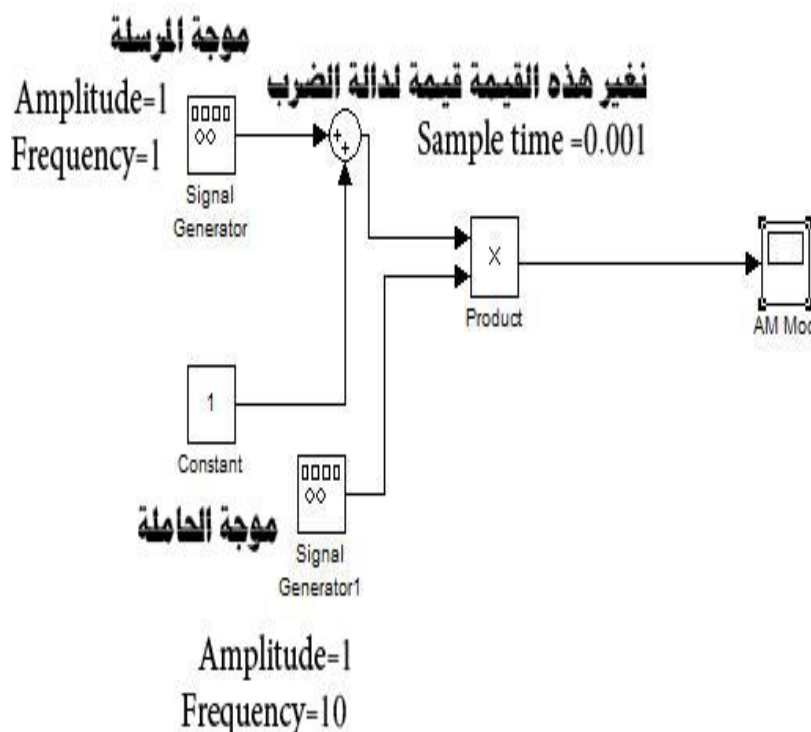 موجة المرسلة
Amplitude=1
Frequency=1
نغير هذه القيمة قيمة لدالة الضرب
Sample time =0.001
Signal
Generator
Product
AM Mod
1
Constant
موجة الحاملة
Signal
Generator1
Amplitude=1
Frequency=10